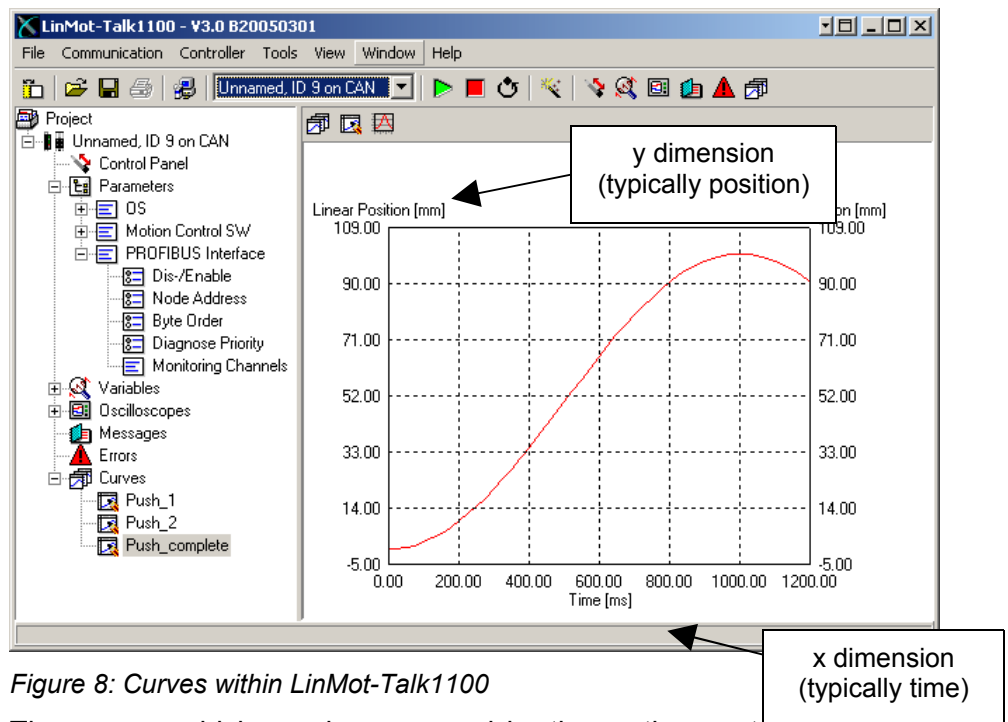 LinMot-Talk1100 - V3.0 B20050301
File Communication Controller Tools View Window Help
Unnamed, ID 9 on CAN
Project
Unnamed, ID 9 on CAN
Control Panel
Parameters
OS
Motion Control SW
PROFIBUS Interface
Dis-/Enable
Node Address
Byte Order
Diagnose Priority
Monitoring Channels
Variables
Oscilloscopes
Messages
Errors
Curves
Push_1
Push_2
Push_complete
y dimension
(typically position)
Linear Position [mm]
[mm]
109.00
90.00
71.00
52.00
33.00
14.00
-5.00
109.00
90.00
71.00
52.00
33.00
14.00
-5.00
0.00 200.00 400.00 600.00 800.00 1000.00 1200.00
Time [ms]
x dimension
(typically time)
Figure 8: Curves within LinMot-Talk1100